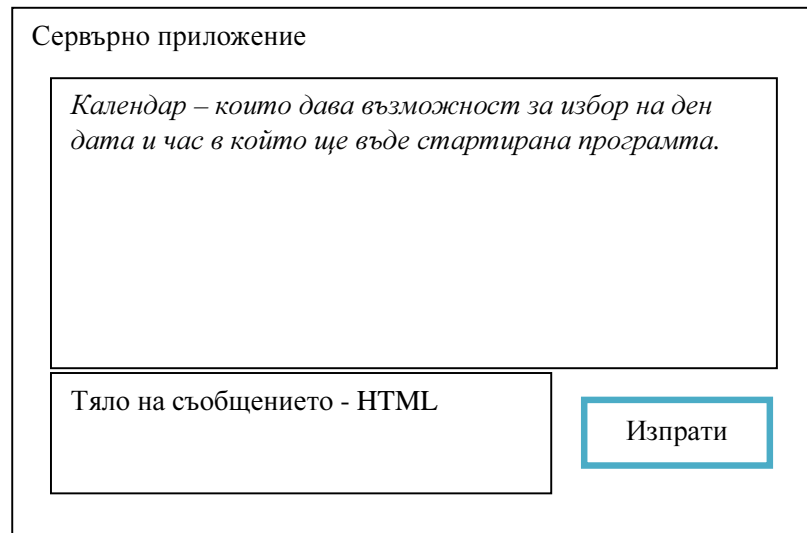 Сервърно приложение
Календар – които дава възможност за избор на ден
дата и час в който ще въде стартирана програмта.
Тяло на съобщението - HTML
Изпрати